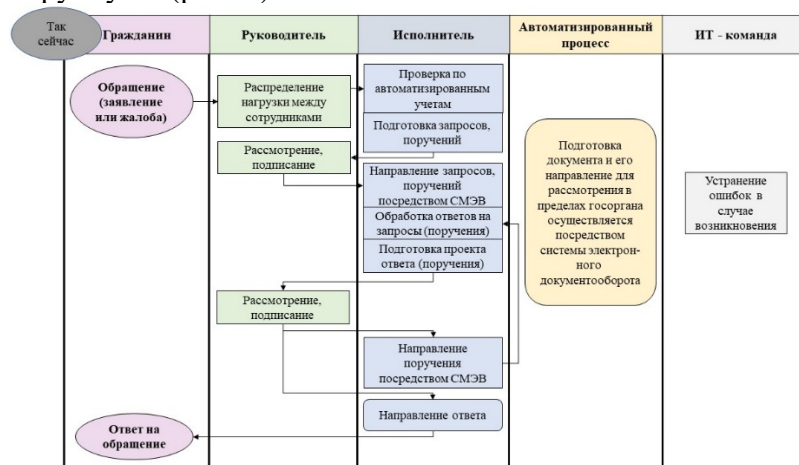 Так
сейчас
Гражданин
Руководитель
Исполнитель
Автоматизированный
процесс
ИТ - команда
Обращение
(заявление
или жалоба)
Распределение
нагрузки между
сотрудниками
Проверка по
автоматизированным
учетам
Подготовка запросов,
поручений
Рассмотрение,
подписание
Направление запросов,
поручений
посредством СМЭВ
Обработка ответов на
запросы (поручения)
Подготовка проекта
ответа (поручения)
Подготовка
документа и его
направление для
рассмотрения в
пределах госоргана
осуществляется
посредством
системы электрон-
ного
документооборота
Устранение
ошибок в
случае
возникновения
Рассмотрение,
подписание
Направление
поручения
посредством СМЭВ
Направление ответа
Ответ на
обращение